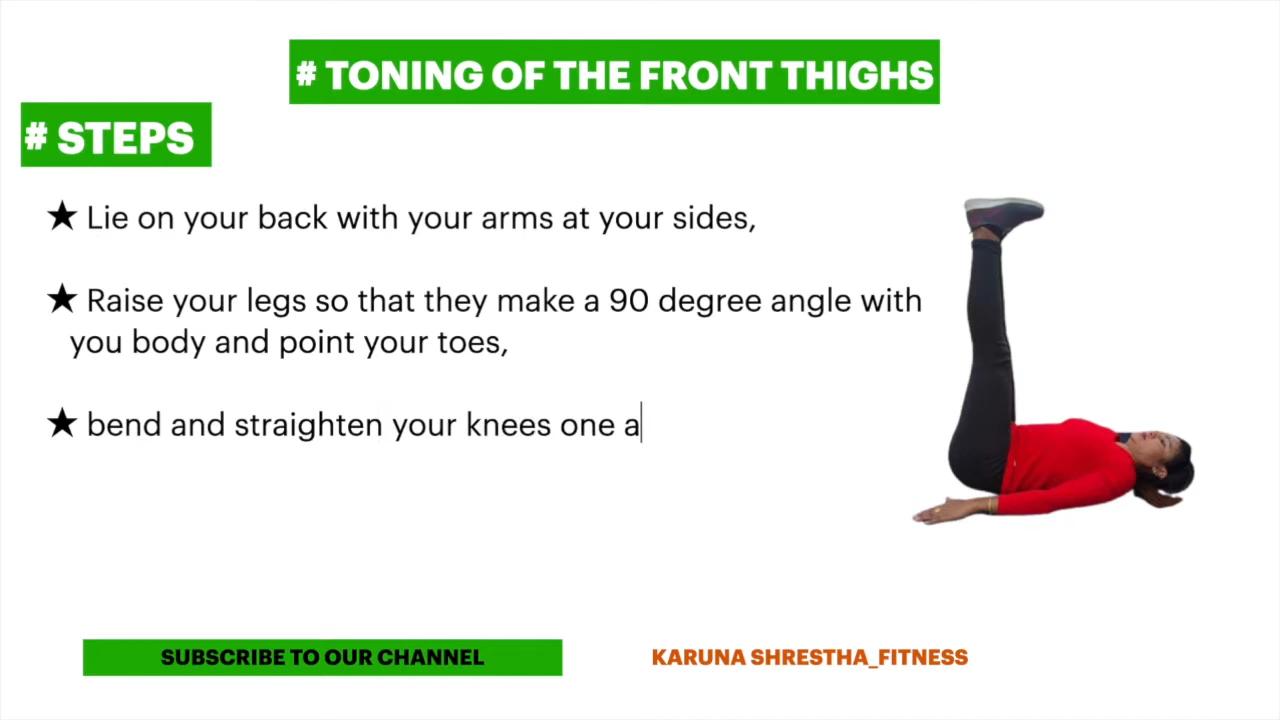 # TONING OF THE FRONT THIGHS
# STEPS
★ Lie on your back with your arms at your sides,
★ Raise your legs so that they make a 90 degree angle with
you body and point your toes,
★ bend and straighten your knees one a
SUBSCRIBE TO OUR CHANNEL
KARUNA SHRESTHA_FITNESS